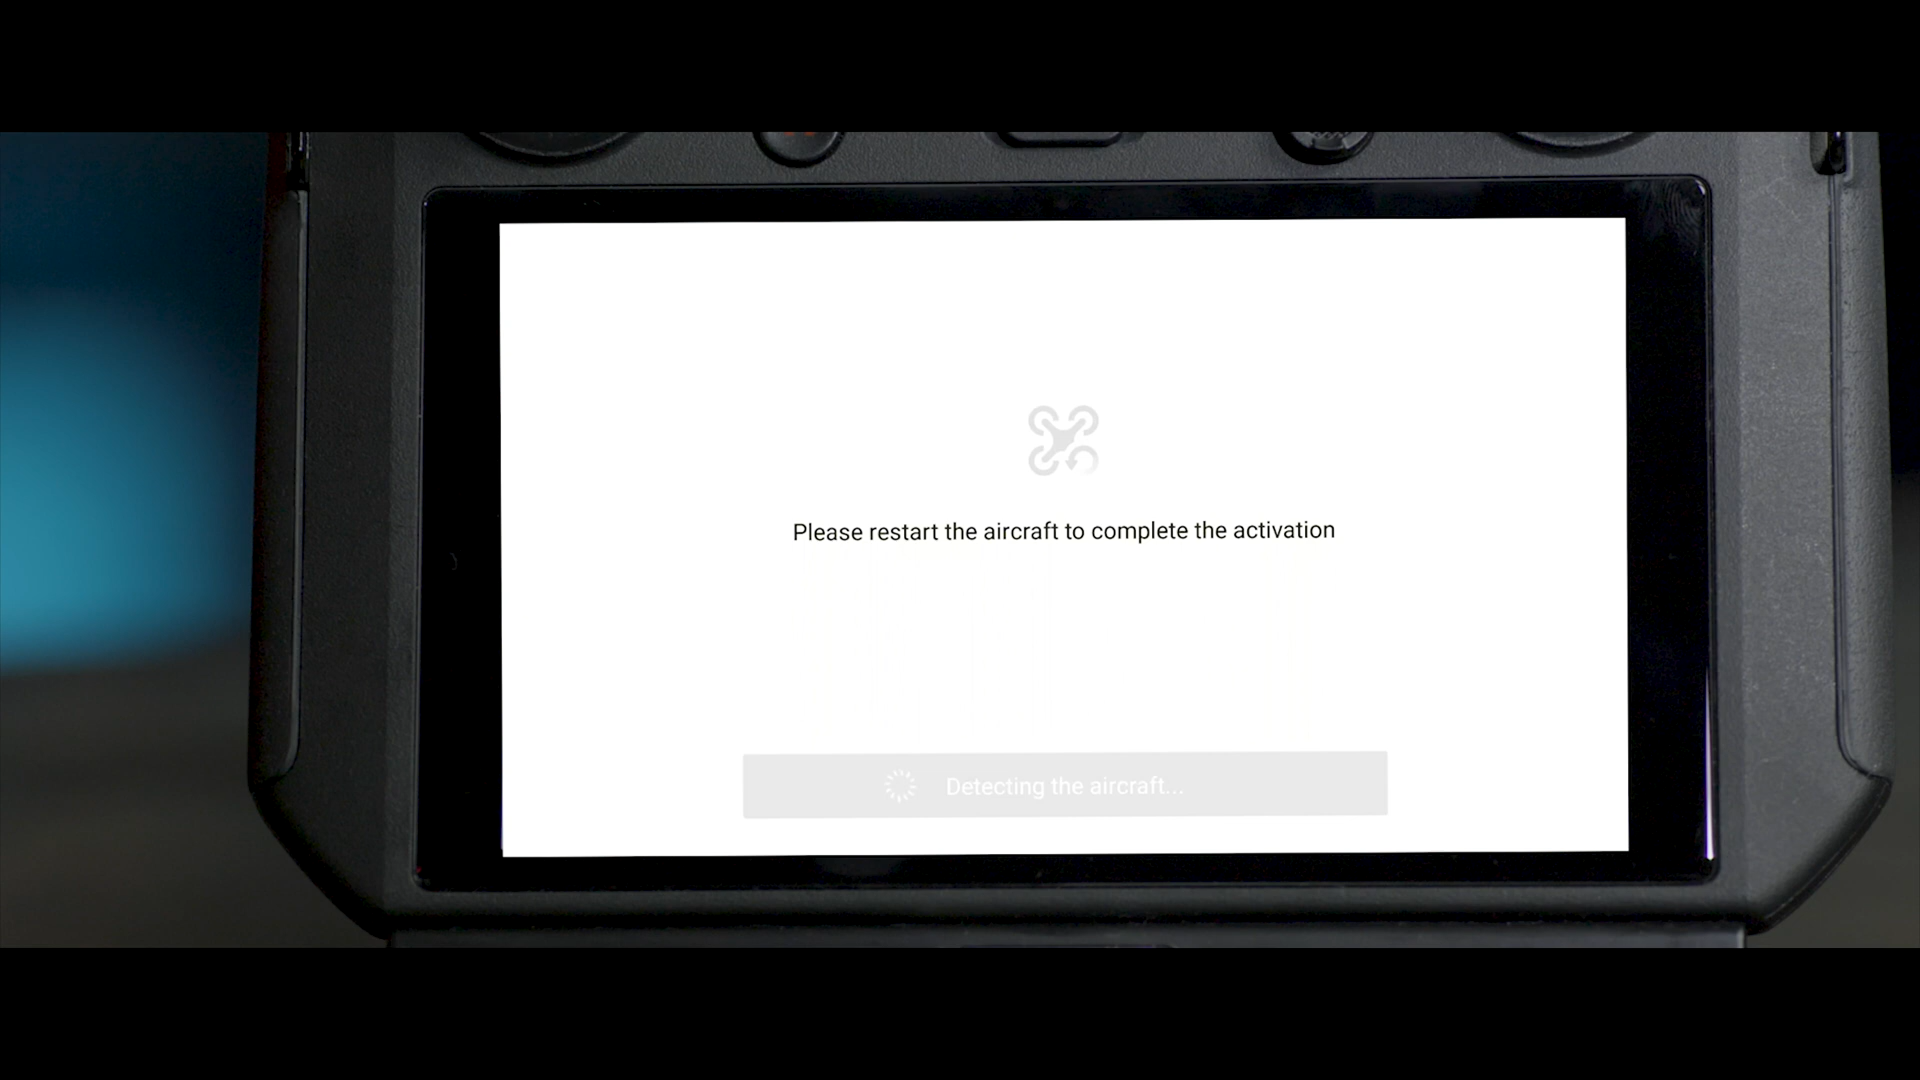 Please restart the aircraft to complete the activation
Detecting the aircraft...